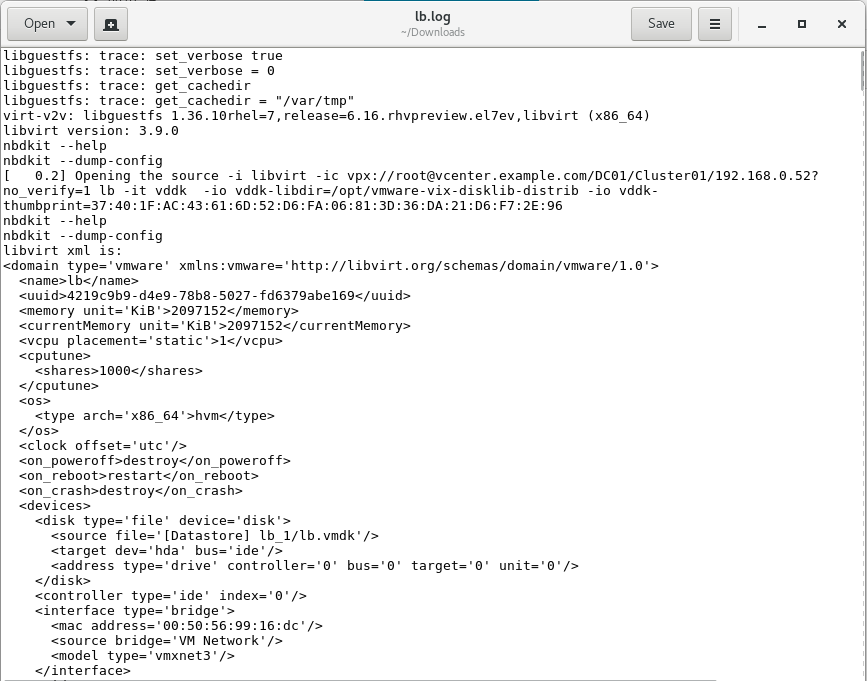 Open
lb.log
~/Downloads
Save
libguestfs: trace: set_verbose true
libguestfs: trace: set_verbose = 0
libguestfs: trace: get_cachedir
libguestfs: trace: get_cachedir = "/var/tmp"
virt-v2v: libguestfs 1.36.10rhel=7,release=6.16.rhvpreview.el7ev,libvirt (x86_64)
libvirt version: 3.9.0
nbdkit --help
nbdkit --dump-config
[   0.2] Opening the source -i libvirt -ic vpx://root@vcenter.example.com/DC01/Cluster01/192.168.0.52?
no_verify=1 lb -it vddk  -io vddk-libdir=/opt/vmware-vix-disklib-distrib -io vddk-
thumbprint=37:40:1F:AC:43:61:6D:52:D6:FA:06:81:3D:36:DA:21:D6:F7:2E:96
nbdkit --help
nbdkit --dump-config
libvirt xml is:
<domain type='vmware' xmlns:vmware='http://libvirt.org/schemas/domain/vmware/1.0'>
  <name>lb</name>
  <uuid>4219c9b9-d4e9-78b8-5027-fd6379abe169</uuid>
  <memory unit='KiB'>2097152</memory>
  <currentMemory unit='KiB'>2097152</currentMemory>
  <vcpu placement='static'>1</vcpu>
  <cputune>
    <shares>1000</shares>
  </cputune>
  <os>
    <type arch='x86_64'>hvm</type>
  </os>
  <clock offset='utc'/>
  <on_poweroff>destroy</on_poweroff>
  <on_reboot>restart</on_reboot>
  <on_crash>destroy</on_crash>
  <devices>
    <disk type='file' device='disk'>
      <source file='[Datastore] lb_1/lb.vmdk'/>
      <target dev='hda' bus='ide'/>
      <address type='drive' controller='0' bus='0' target='0' unit='0'/>
    </disk>
    <controller type='ide' index='0'/>
    <interface type='bridge'>
      <mac address='00:50:56:99:16:dc'/>
      <source bridge='VM Network'/>
      <model type='vmxnet3'/>
    </interface>